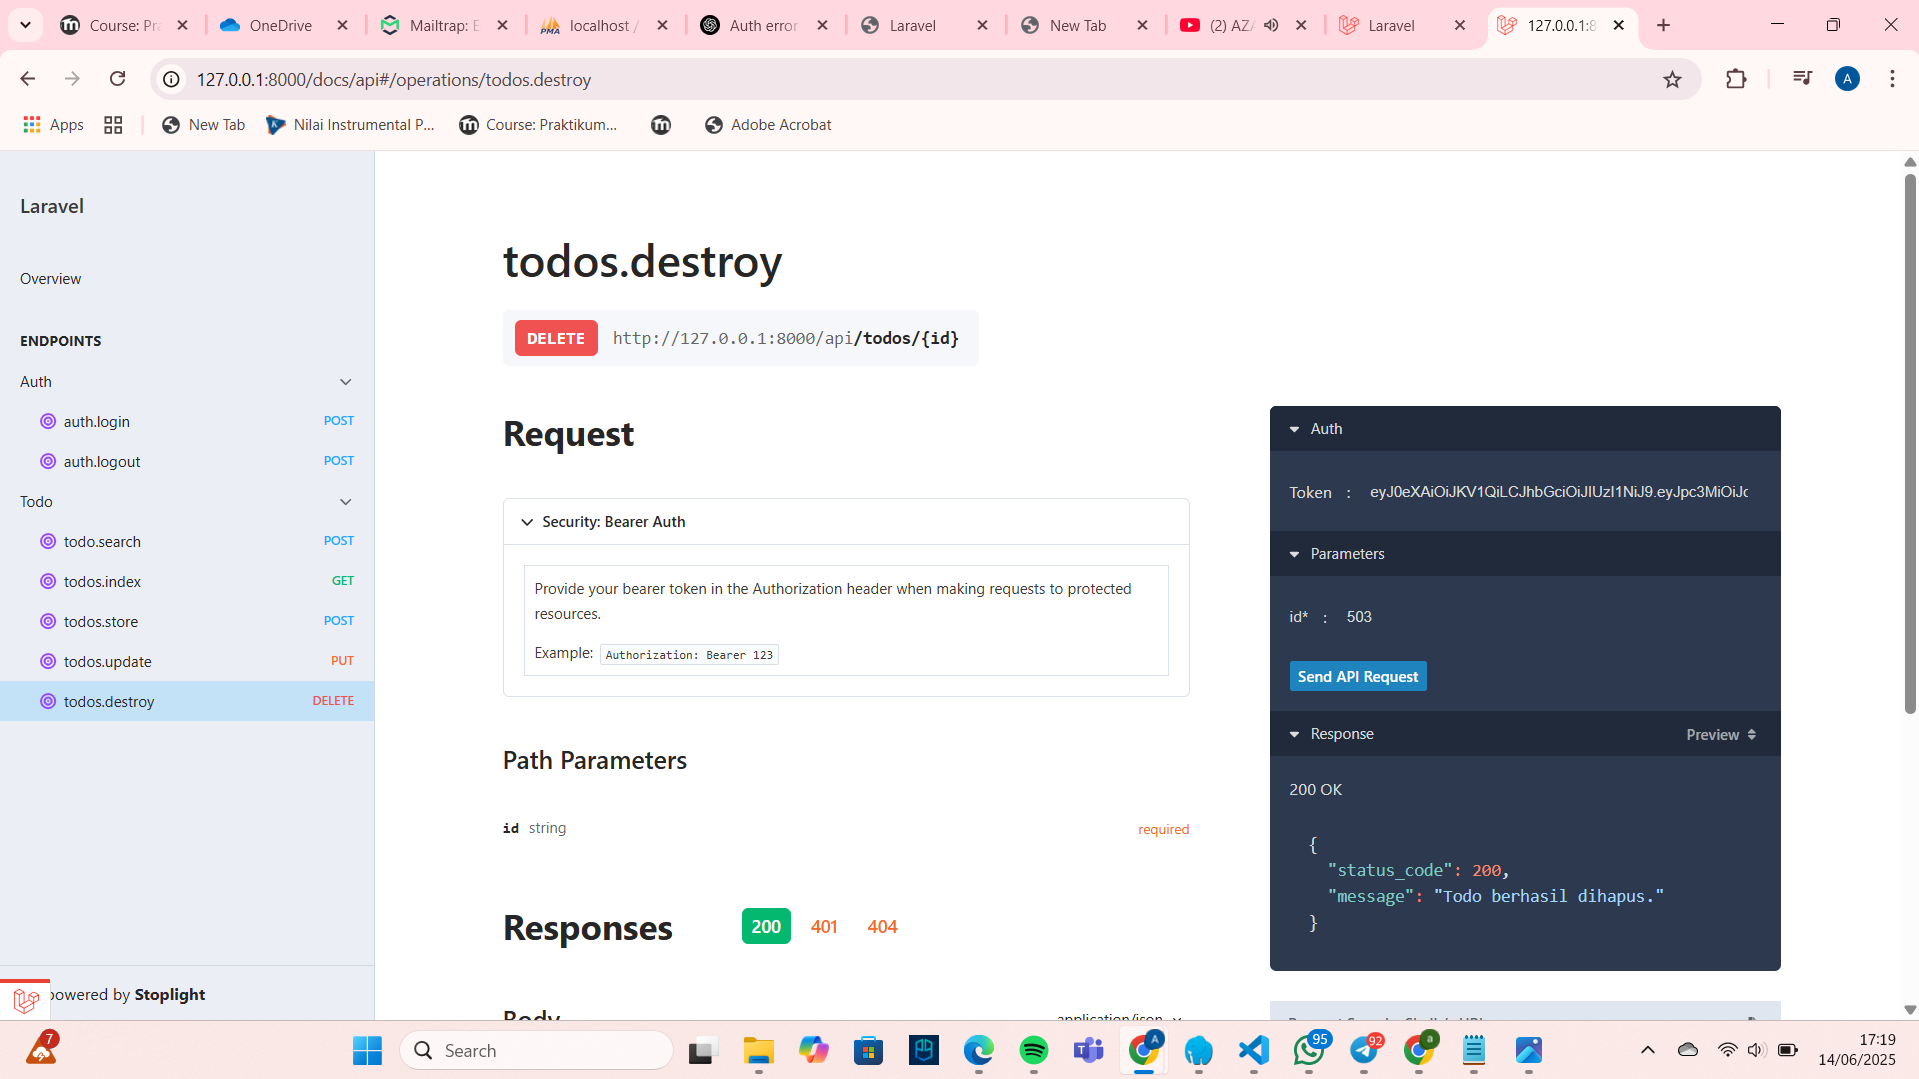 Course: Pra
OneDrive
Mailtrap: E
localhost /
Auth error
Laravel
New Tab
(2) AZA
Laravel
127.0.0.1:8
127.0.0.1:8000/docs/api#/operations/todos.destroy
A
Apps
New Tab
Nilai Instrumental P...
Course: Praktikum...
Adobe Acrobat
Laravel
Overview
ENDPOINTS
Auth
auth.login POST
auth.logout POST
Todo
todo.search POST
todos.index GET
todos.store POST
todos.update PUT
todos.destroy DELETE
powered by Stoplight
todos.destroy
DELETE http://127.0.0.1:8000/api/todos/{id}
Request
Security: Bearer Auth
Provide your bearer token in the Authorization header when making requests to protected
resources.
Example: Authorization: Bearer 123
Path Parameters
id string required
Responses 200 401 404
Body application/json
Auth
Token : eyJ0eXAiOiJKV1QiLCJhbGciOiJIUzI1NiJ9.eyJpc3MiOiJc
Parameters
id* : 503
Send API Request
Response Preview
200 OK
{
"status_code": 200,
"message": "Todo berhasil dihapus."
}
7
Search
A
95
92
a
17:19
14/06/2025